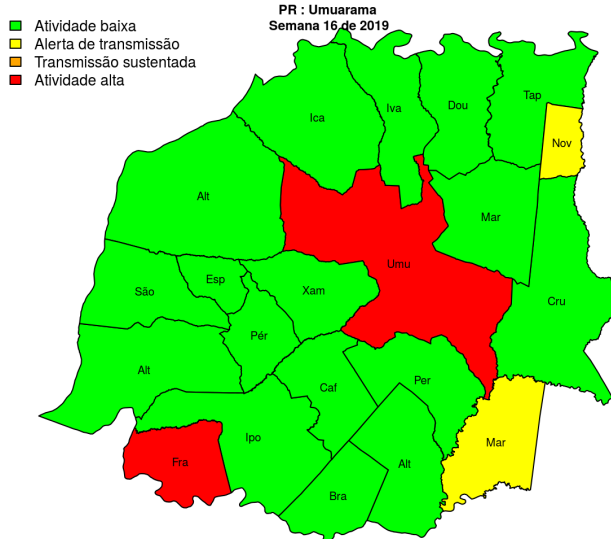 PR : Umuarama
Semana 16 de 2019
Atividade baixa
Alerta de transmissão
Transmissão sustentada
Atividade alta
Tap
Dou
Iva
Ica
Nov
Alt
Mar
Umu
Esp
São
Xam
Cru
Pér
Alt
Caf
Per
Ipo
Mar
Fra
Alt
Bra